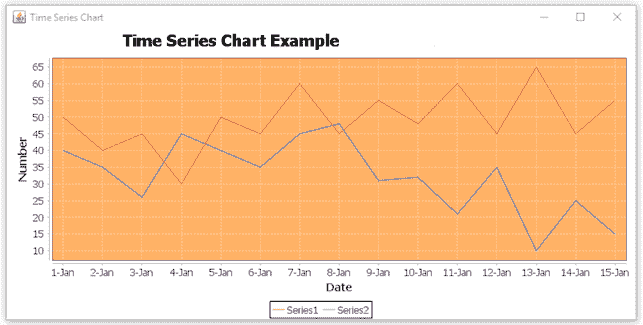 Time Series Chart
Time Series Chart Example
65
60
55
50
45
40
35
30
25
20
15
10
Number
1-Jan 2-Jan 3-Jan 4-Jan 5-Jan 6-Jan 7-Jan 8-Jan 9-Jan 10-Jan 11-Jan 12-Jan 13-Jan 14-Jan 15-Jan
Date
Series1 Series2